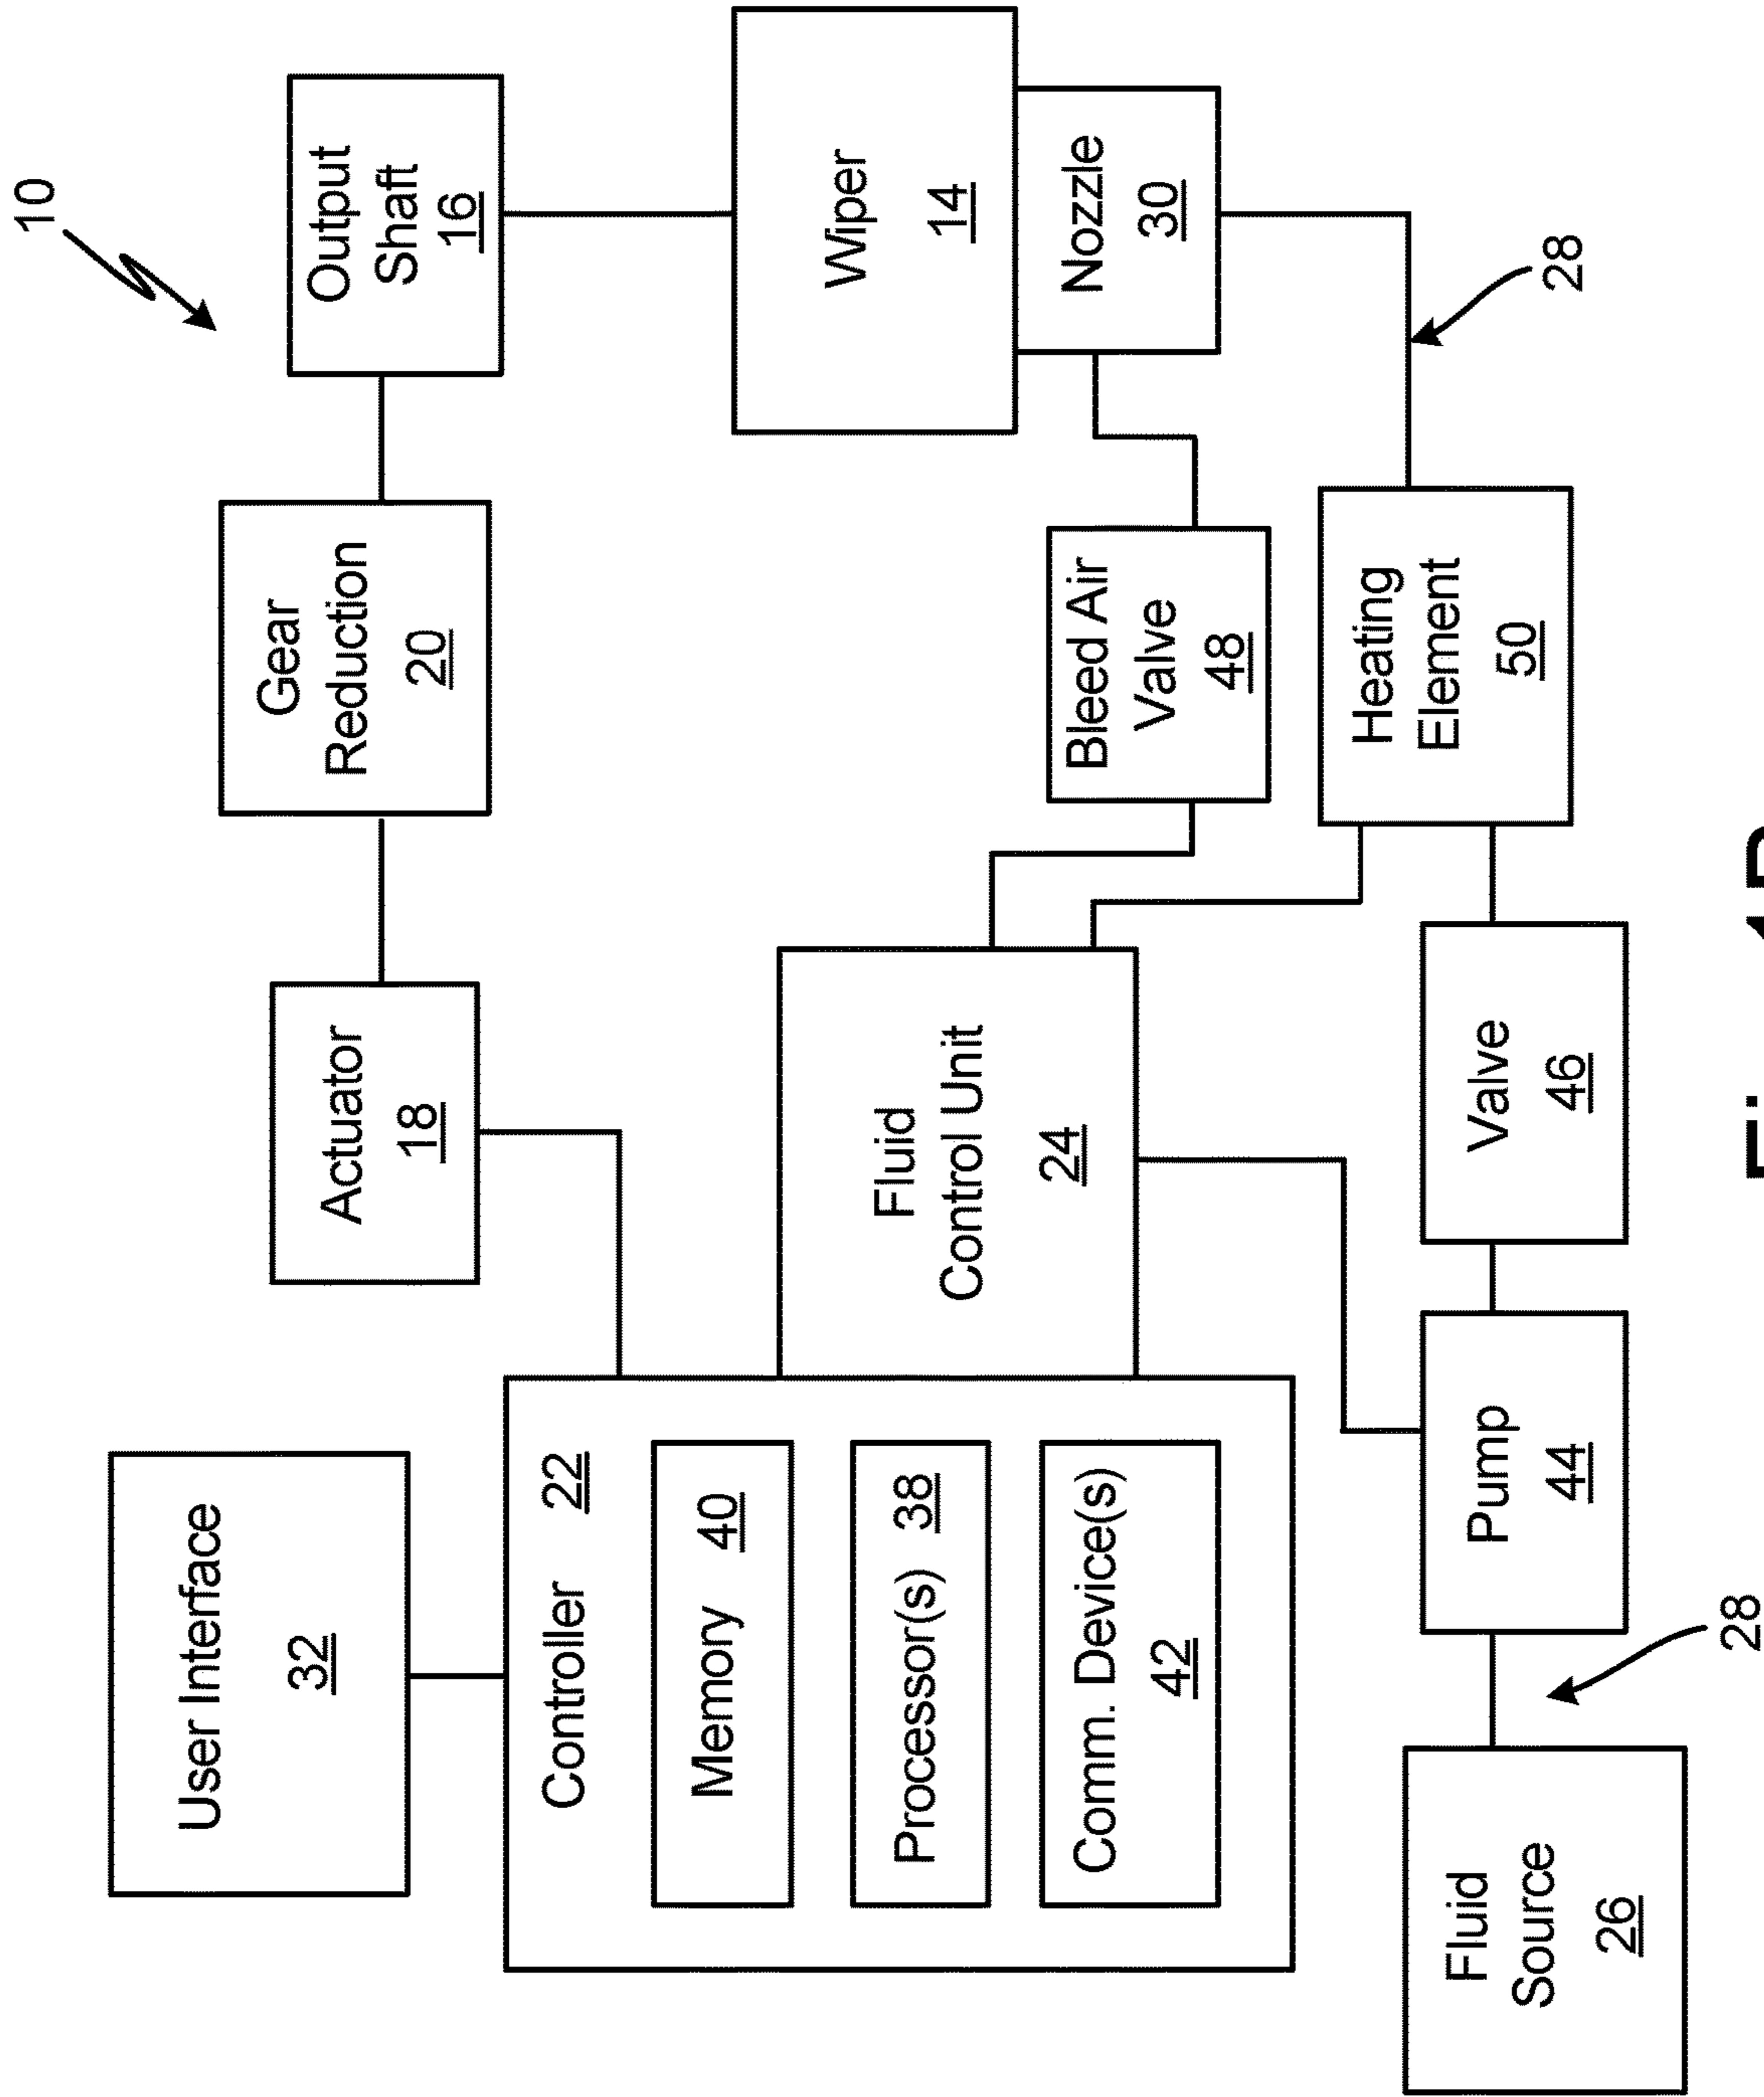 10
User Interface
32
Actuator
18
Gear
Reduction
20
Output
Shaft
16
Controller 22
Memory 40
Processor(s) 38
Comm. Device(s)
42
Fluid
Control Unit
24
Wiper
14
Nozzle
30
Bleed Air
Valve
48
Heating
Element
50
28
Fluid
Source
26
28
Pump
44
Valve
46